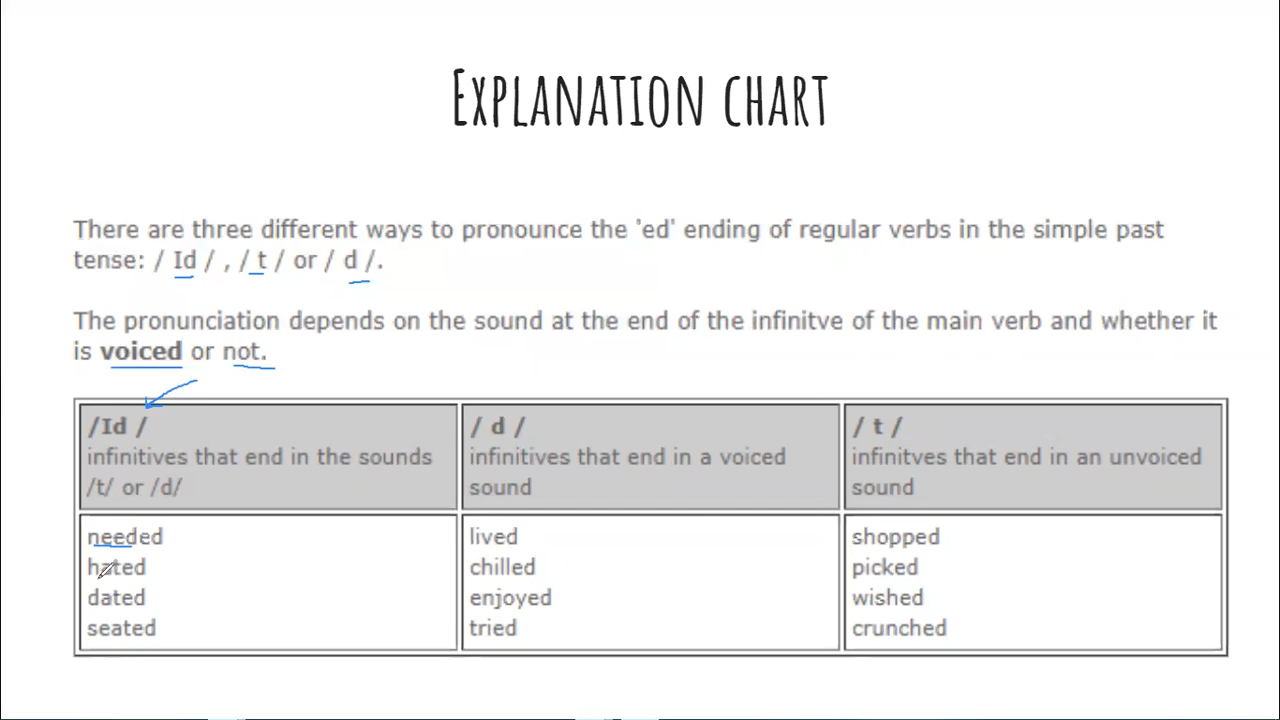 EXPLANATION CHART
There are three different ways to pronounce the 'ed' ending of regular verbs in the simple past
tense: / Id / , / t / or / d /.
The pronunciation depends on the sound at the end of the infinitve of the main verb and whether it
is voiced or not.
/Id /
infinitives that end in the sounds
/t/ or /d/
/ d /
infinitives that end in a voiced
sound
/ t /
infinitves that end in an unvoiced
sound
needed
hated
dated
seated
lived
chilled
enjoyed
tried
shopped
picked
wished
crunched